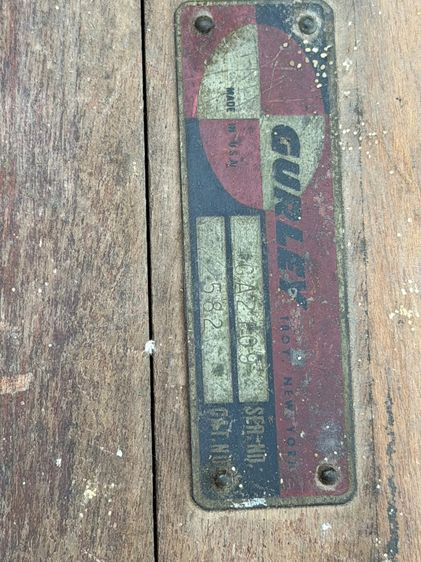 GURLEY
TROY, NEW YORK
MADE IN U.S.A.
SER-NO.
CAT. NO. 582